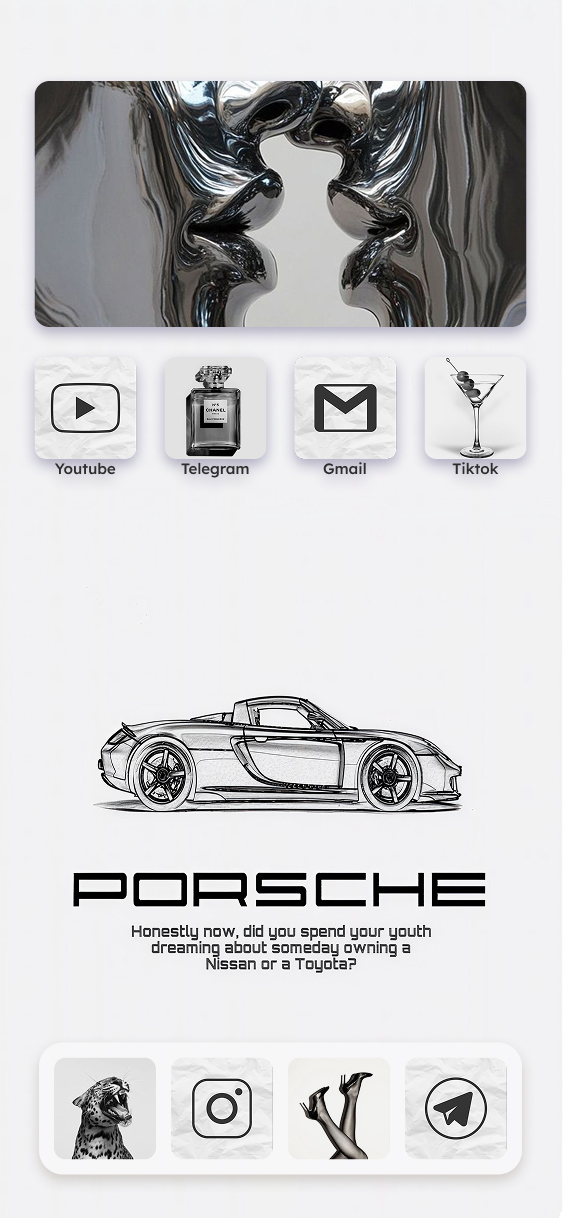 N°5
CHANEL
Youtube
Telegram
Gmail
Tiktok
PORSCHE
Honestly now, did you spend your youth
dreaming about someday owning a
Nissan or a Toyota?